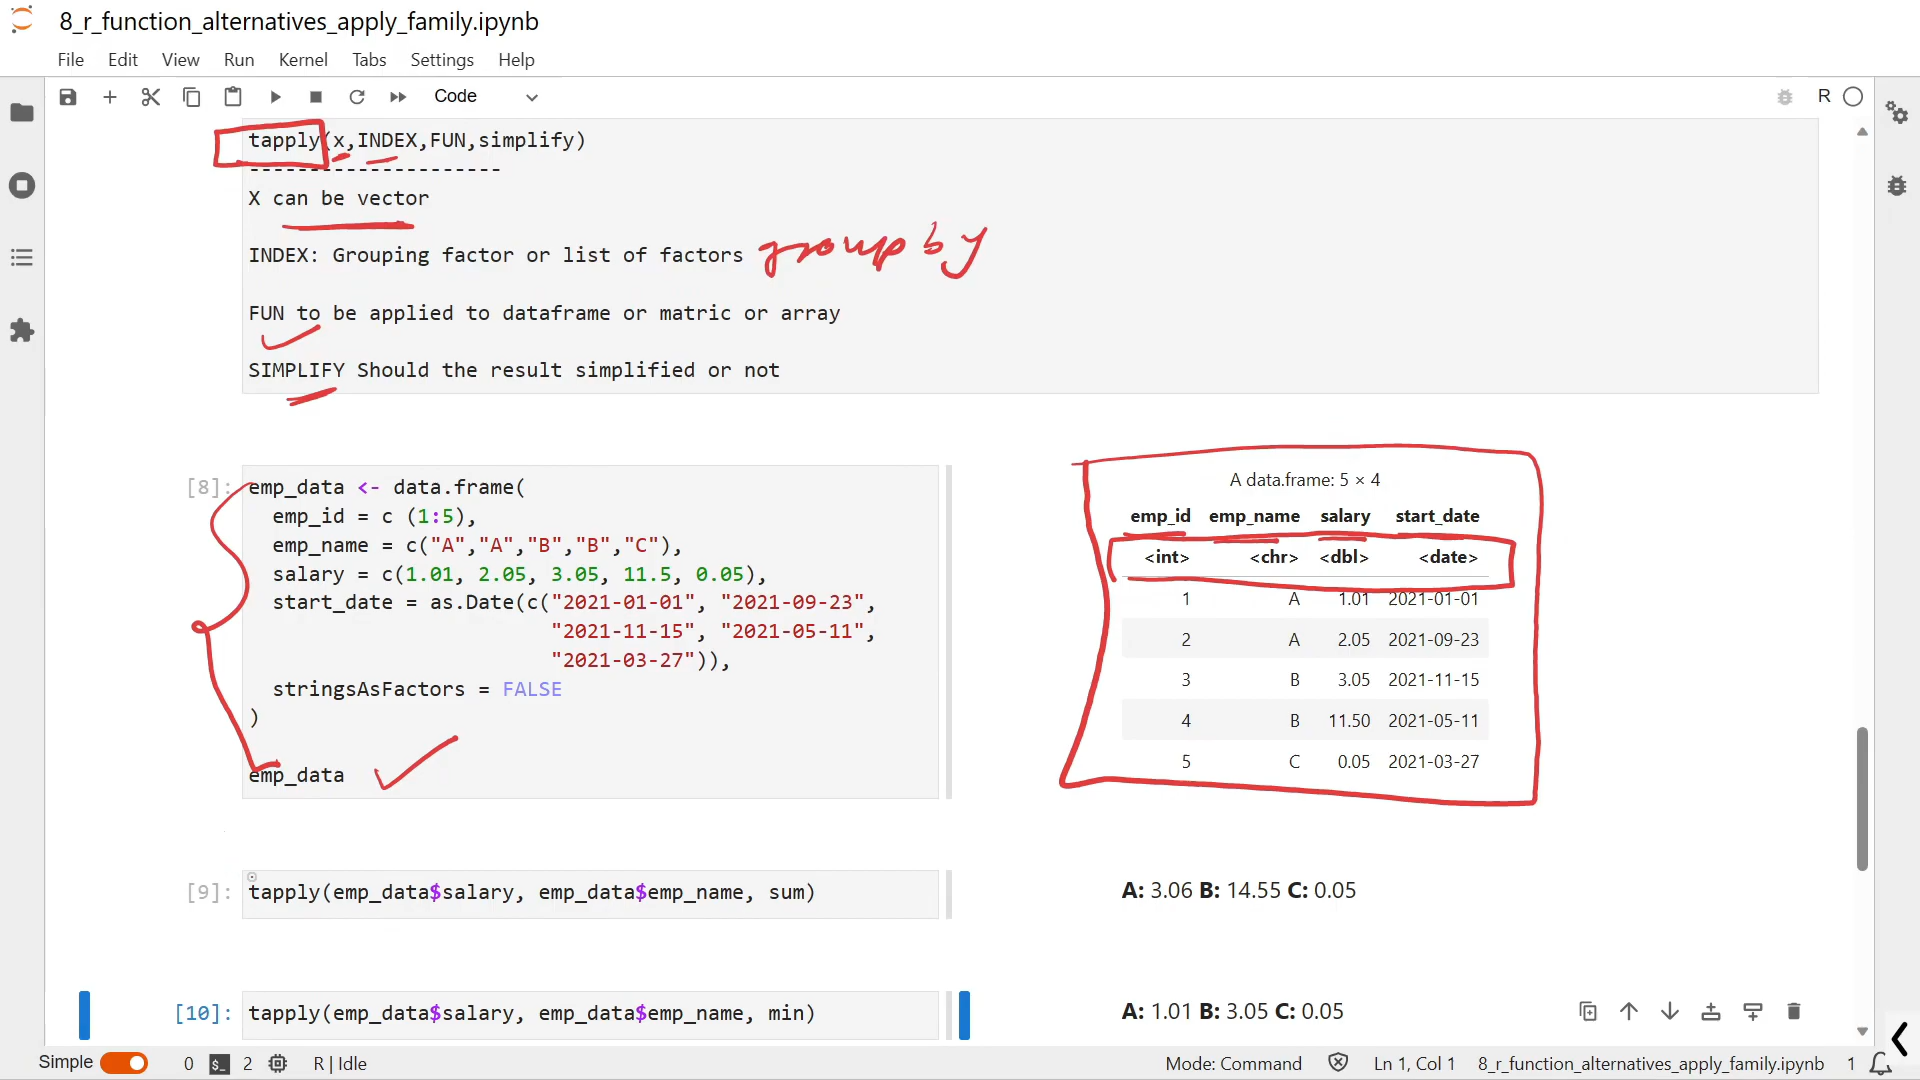 8_r_function_alternatives_apply_family.ipynb
File Edit View Run Kernel Tabs Settings Help
Code
R
tapply(x,INDEX,FUN,simplify)
---------------------
X can be vector
INDEX: Grouping factor or list of factors group by
FUN to be applied to dataframe or matric or array
SIMPLIFY Should the result simplified or not
[8]: emp_data <- data.frame(
emp_id = c (1:5),
emp_name = c("A","A","B","B","C"),
salary = c(1.01, 2.05, 3.05, 11.5, 0.05),
start_date = as.Date(c("2021-01-01", "2021-09-23",
"2021-11-15", "2021-05-11",
"2021-03-27")),
stringsAsFactors = FALSE
)
emp_data
A data.frame: 5 × 4
emp_id emp_name salary start_date
<int> <chr> <dbl> <date>
1 A 1.01 2021-01-01
2 A 2.05 2021-09-23
3 B 3.05 2021-11-15
4 B 11.50 2021-05-11
5 C 0.05 2021-03-27
[9]: tapply(emp_data$salary, emp_data$emp_name, sum)
A: 3.06 B: 14.55 C: 0.05
[10]: tapply(emp_data$salary, emp_data$emp_name, min)
A: 1.01 B: 3.05 C: 0.05
Simple 0 $_ 2 R | Idle Mode: Command Ln 1, Col 1 8_r_function_alternatives_apply_family.ipynb 1